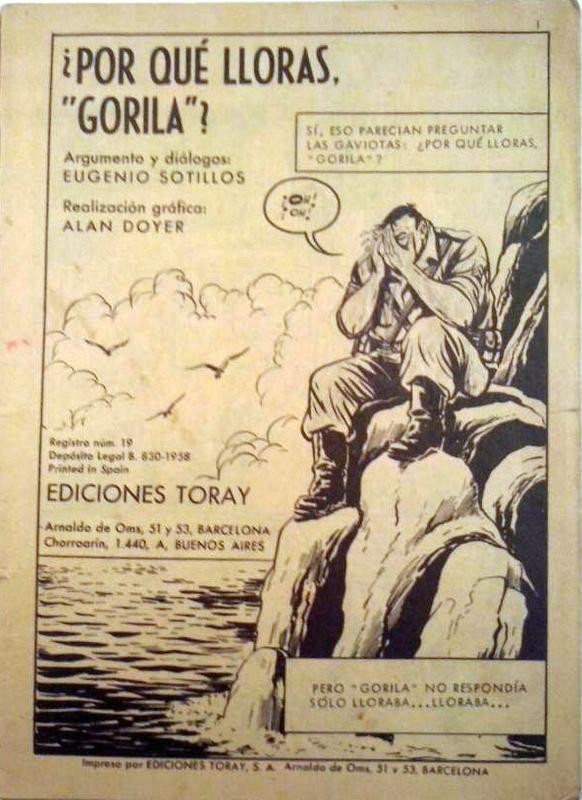 1
¿POR QUÉ LLORAS,
"GORILA"?
Argumento y diálogos:
EUGENIO SOTILLOS
Realización gráfica:
ALAN DOYER
SÍ, ESO PARECIAN PREGUNTAR
LAS GAVIOTAS: ¿POR QUÉ LLORAS,
"GORILA"?
¡OH!
¡OH!
Registro núm. 19
Depósito Legal B. 830-1958
Printed in Spain
EDICIONES TORAY
Arnaldo de Oms, 51 y 53, BARCELONA
Chorroarín, 1.440, A, BUENOS AIRES
PERO "GORILA" NO RESPONDÍA
SÓLO LLORABA...LLORABA...
Impreso por EDICIONES TORAY, S. A. Arnaldo de Oms, 51 y 53, BARCELONA